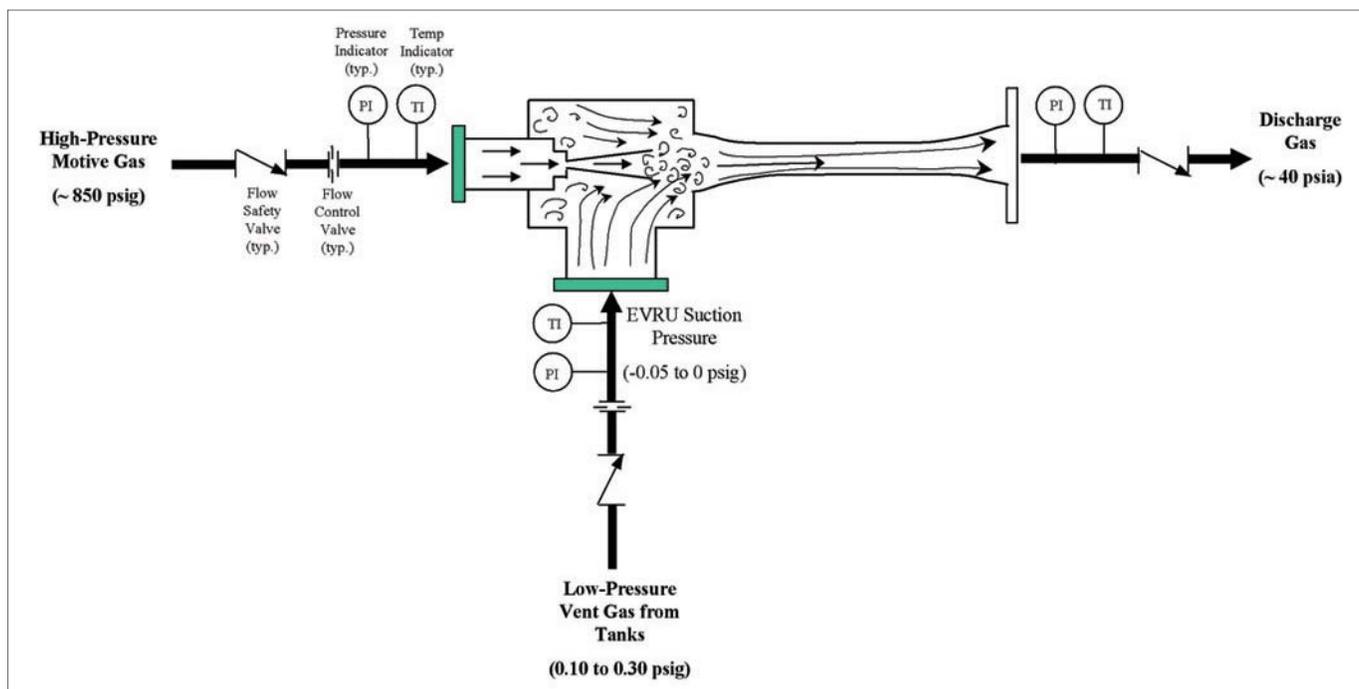 Pressure
Indicator
(typ.)
Temp
Indicator
(typ.)
PI
TI
High-Pressure
Motive Gas
(~ 850 psig)
Flow
Safety
Valve
(typ.)
Flow
Control
Valve
(typ.)
PI
TI
Discharge
Gas
(~ 40 psia)
TI
PI
EVRU Suction
Pressure
(-0.05 to 0 psig)
Low-Pressure
Vent Gas from
Tanks
(0.10 to 0.30 psig)